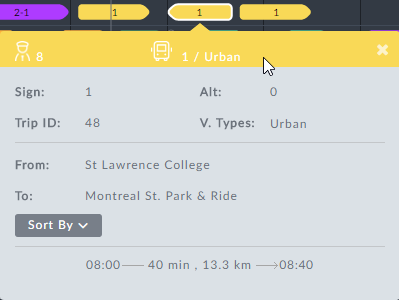 2-1 1 1 1
8 1 / Urban ×
Sign: 1 Alt: 0
Trip ID: 48 V. Types: Urban
From: St Lawrence College
To: Montreal St. Park & Ride
Sort By
08:00 40 min , 13.3 km 08:40